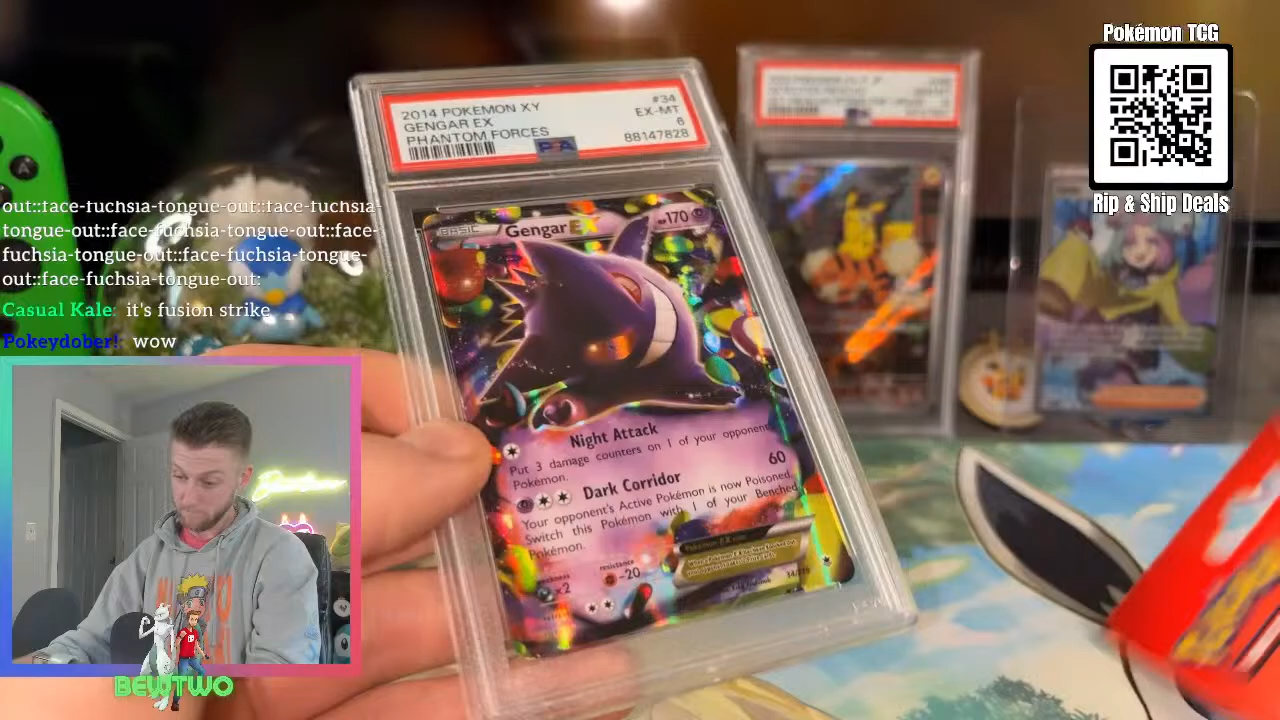 Pokémon TCG
Rip & Ship Deals
2014 POKEMON XY #34
GENGAR EX EX-MT
PHANTOM FORCES 6
PSA 88147828
BASIC Gengar EX HP170
Night Attack
Put 3 damage counters on 1 of your opponent
Pokémon.
Dark Corridor 60
Your opponent's Active Pokémon is now Poisoned.
Switch this Pokémon with 1 of your Benched
Pokémon.
resistance
×2 -20
out::face-fuchsia-tongue-out::face-fuchsia-
tongue-out::face-fuchsia-tongue-out::face-
fuchsia-tongue-out::face-fuchsia-tongue-
out::face-fuchsia-tongue-out:
Casual Kale: it's fusion strike
Pokeydober!: wow
A
BEWTWO